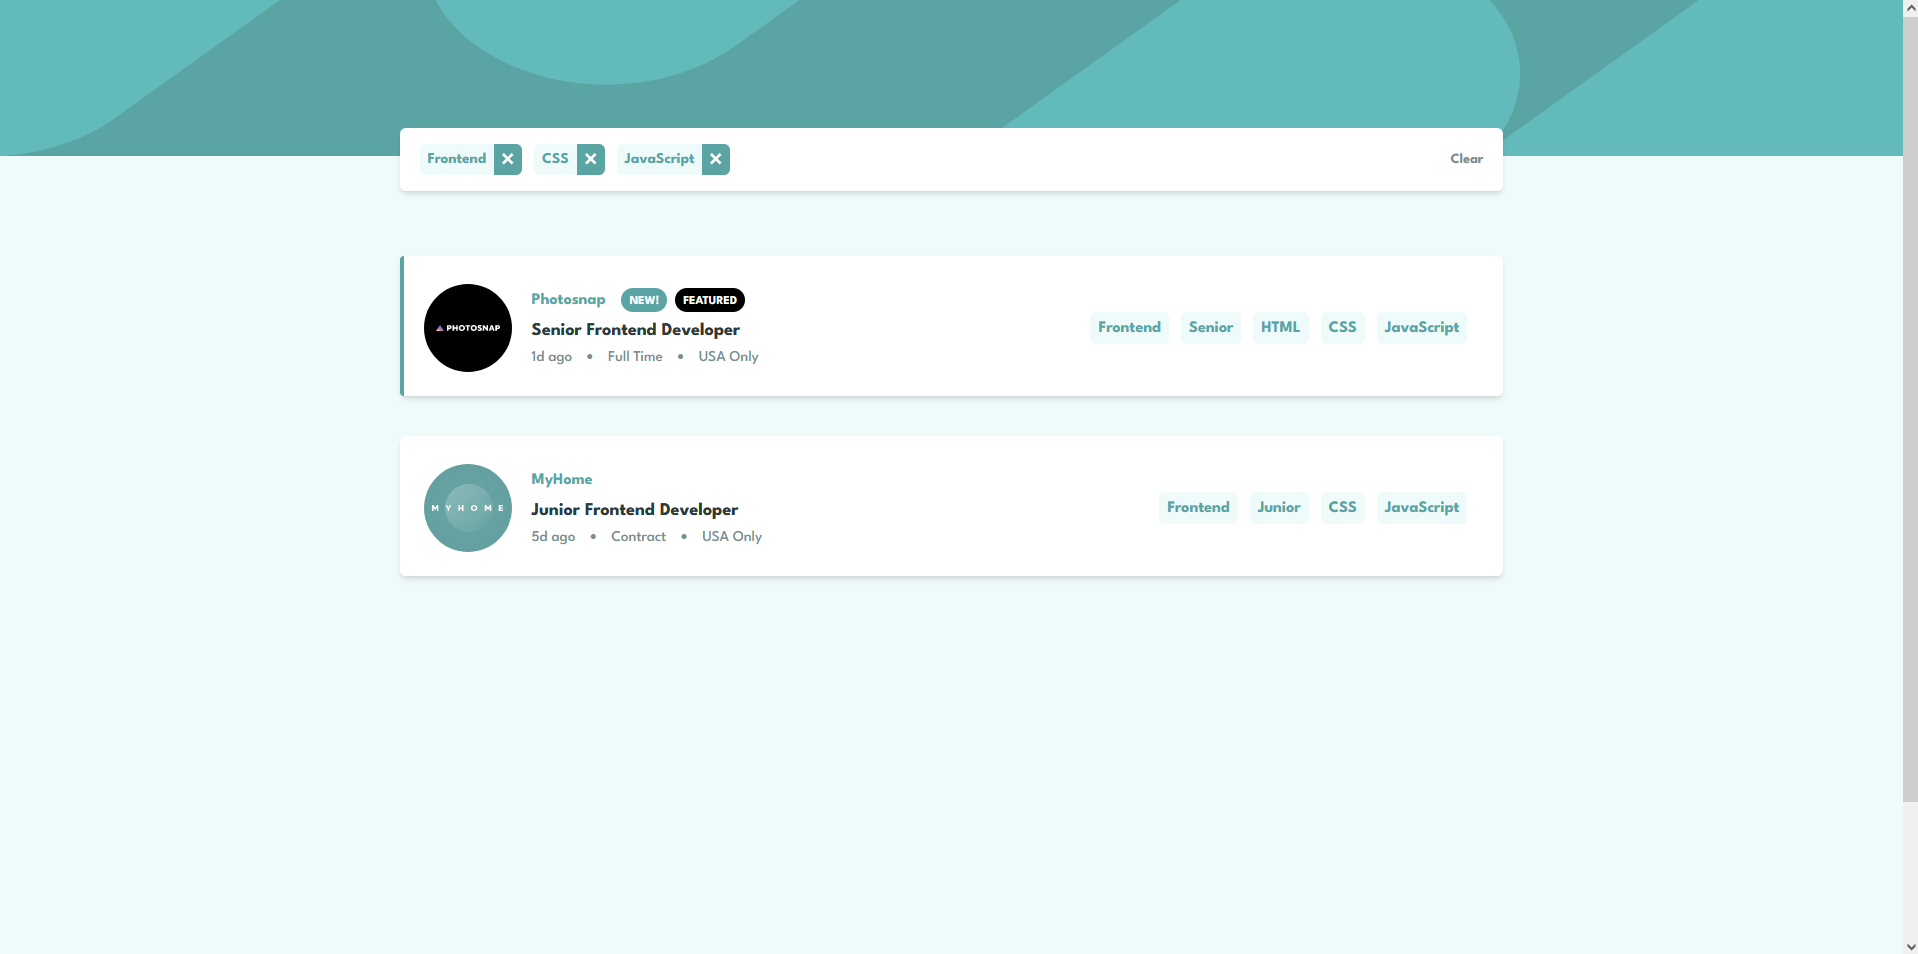 Frontend CSS JavaScript Clear
PHOTOSNAP
Photosnap NEW! FEATURED
Senior Frontend Developer
1d ago • Full Time • USA Only
Frontend Senior HTML CSS JavaScript
MYHOME
MyHome
Junior Frontend Developer
5d ago • Contract • USA Only
Frontend Junior CSS JavaScript